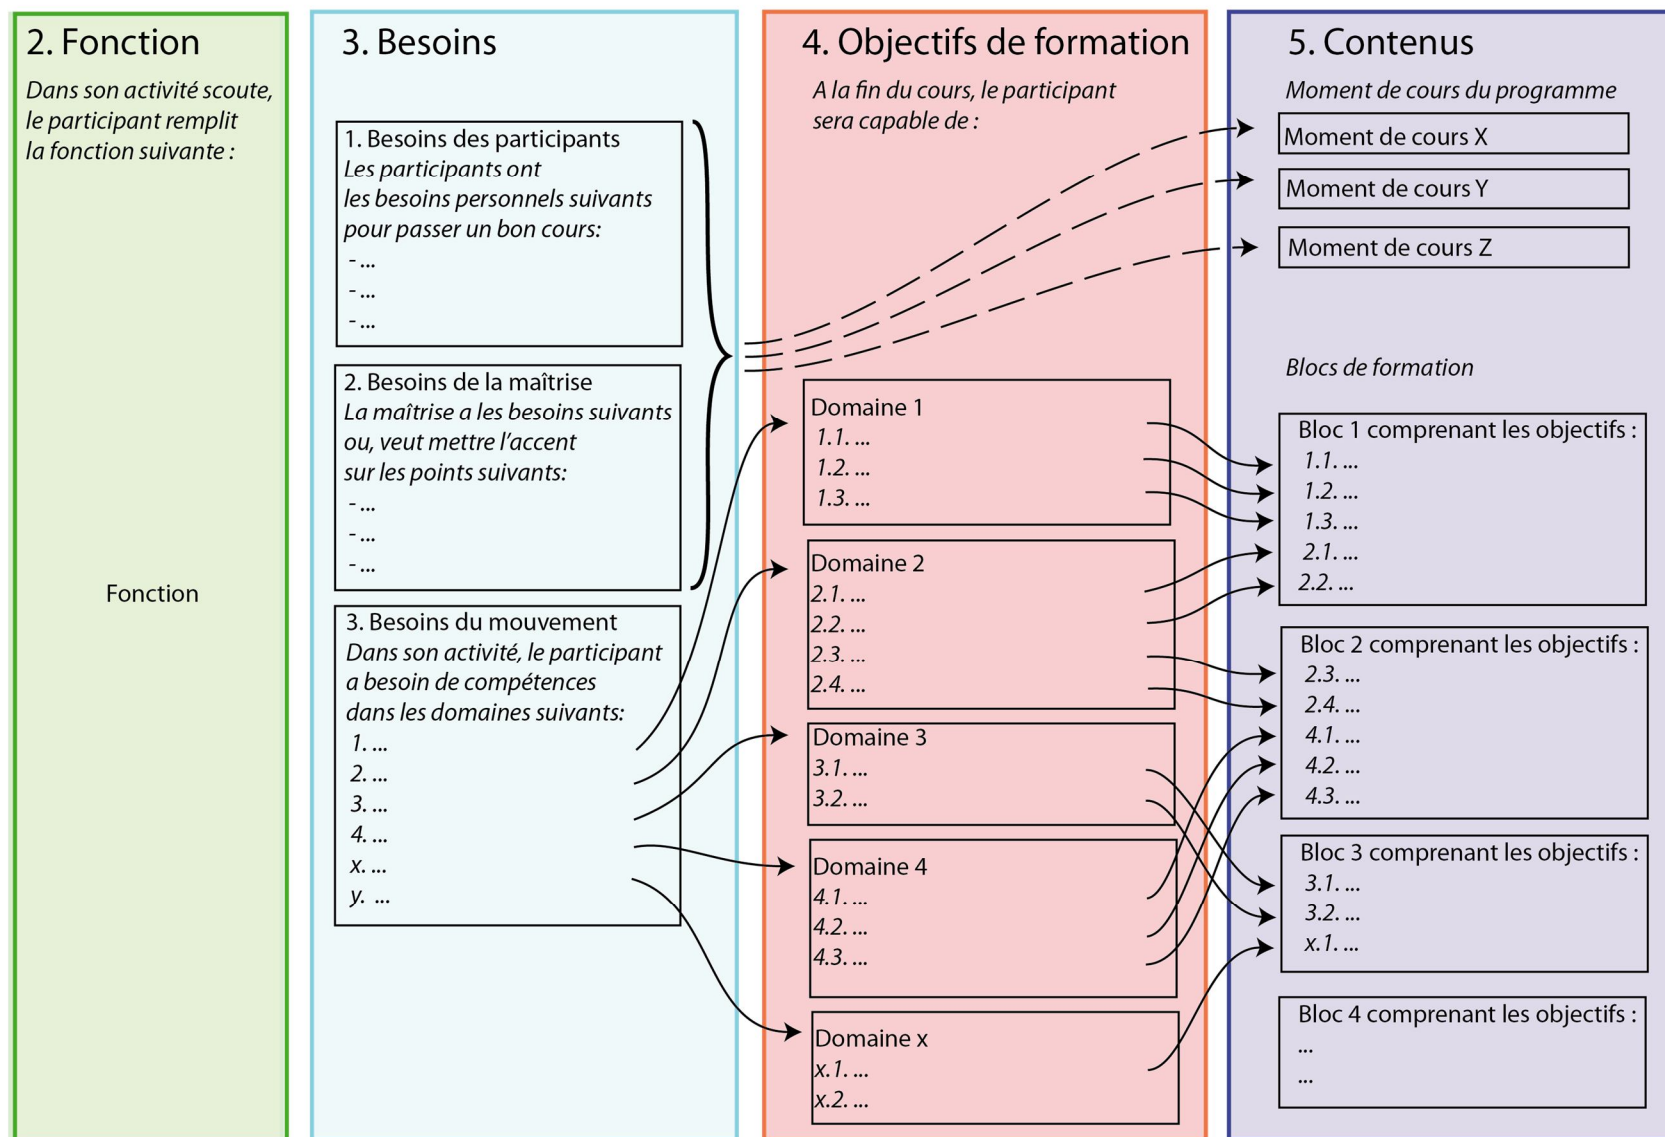 2. Fonction
Dans son activité scoute,
le participant remplit
la fonction suivante :
Fonction
3. Besoins
1. Besoins des participants
Les participants ont
les besoins personnels suivants
pour passer un bon cours:
- ...
- ...
- ...
2. Besoins de la maîtrise
La maîtrise a les besoins suivants
ou, veut mettre l'accent
sur les points suivants:
- ...
- ...
- ...
3. Besoins du mouvement
Dans son activité, le participant
a besoin de compétences
dans les domaines suivants:
1. ...
2. ...
3. ...
4. ...
x. ...
y. ...
4. Objectifs de formation
A la fin du cours, le participant
sera capable de :
Domaine 1
1.1. ...
1.2. ...
1.3. ...
Domaine 2
2.1. ...
2.2. ...
2.3. ...
2.4. ...
Domaine 3
3.1. ...
3.2. ...
Domaine 4
4.1. ...
4.2. ...
4.3. ...
Domaine x
x.1. ...
x.2. ...
5. Contenus
Moment de cours du programme
Moment de cours X
Moment de cours Y
Moment de cours Z
Blocs de formation
Bloc 1 comprenant les objectifs :
1.1. ...
1.2. ...
1.3. ...
2.1. ...
2.2. ...
Bloc 2 comprenant les objectifs :
2.3. ...
2.4. ...
4.1. ...
4.2. ...
4.3. ...
Bloc 3 comprenant les objectifs :
3.1. ...
3.2. ...
x.1. ...
Bloc 4 comprenant les objectifs :
...
...